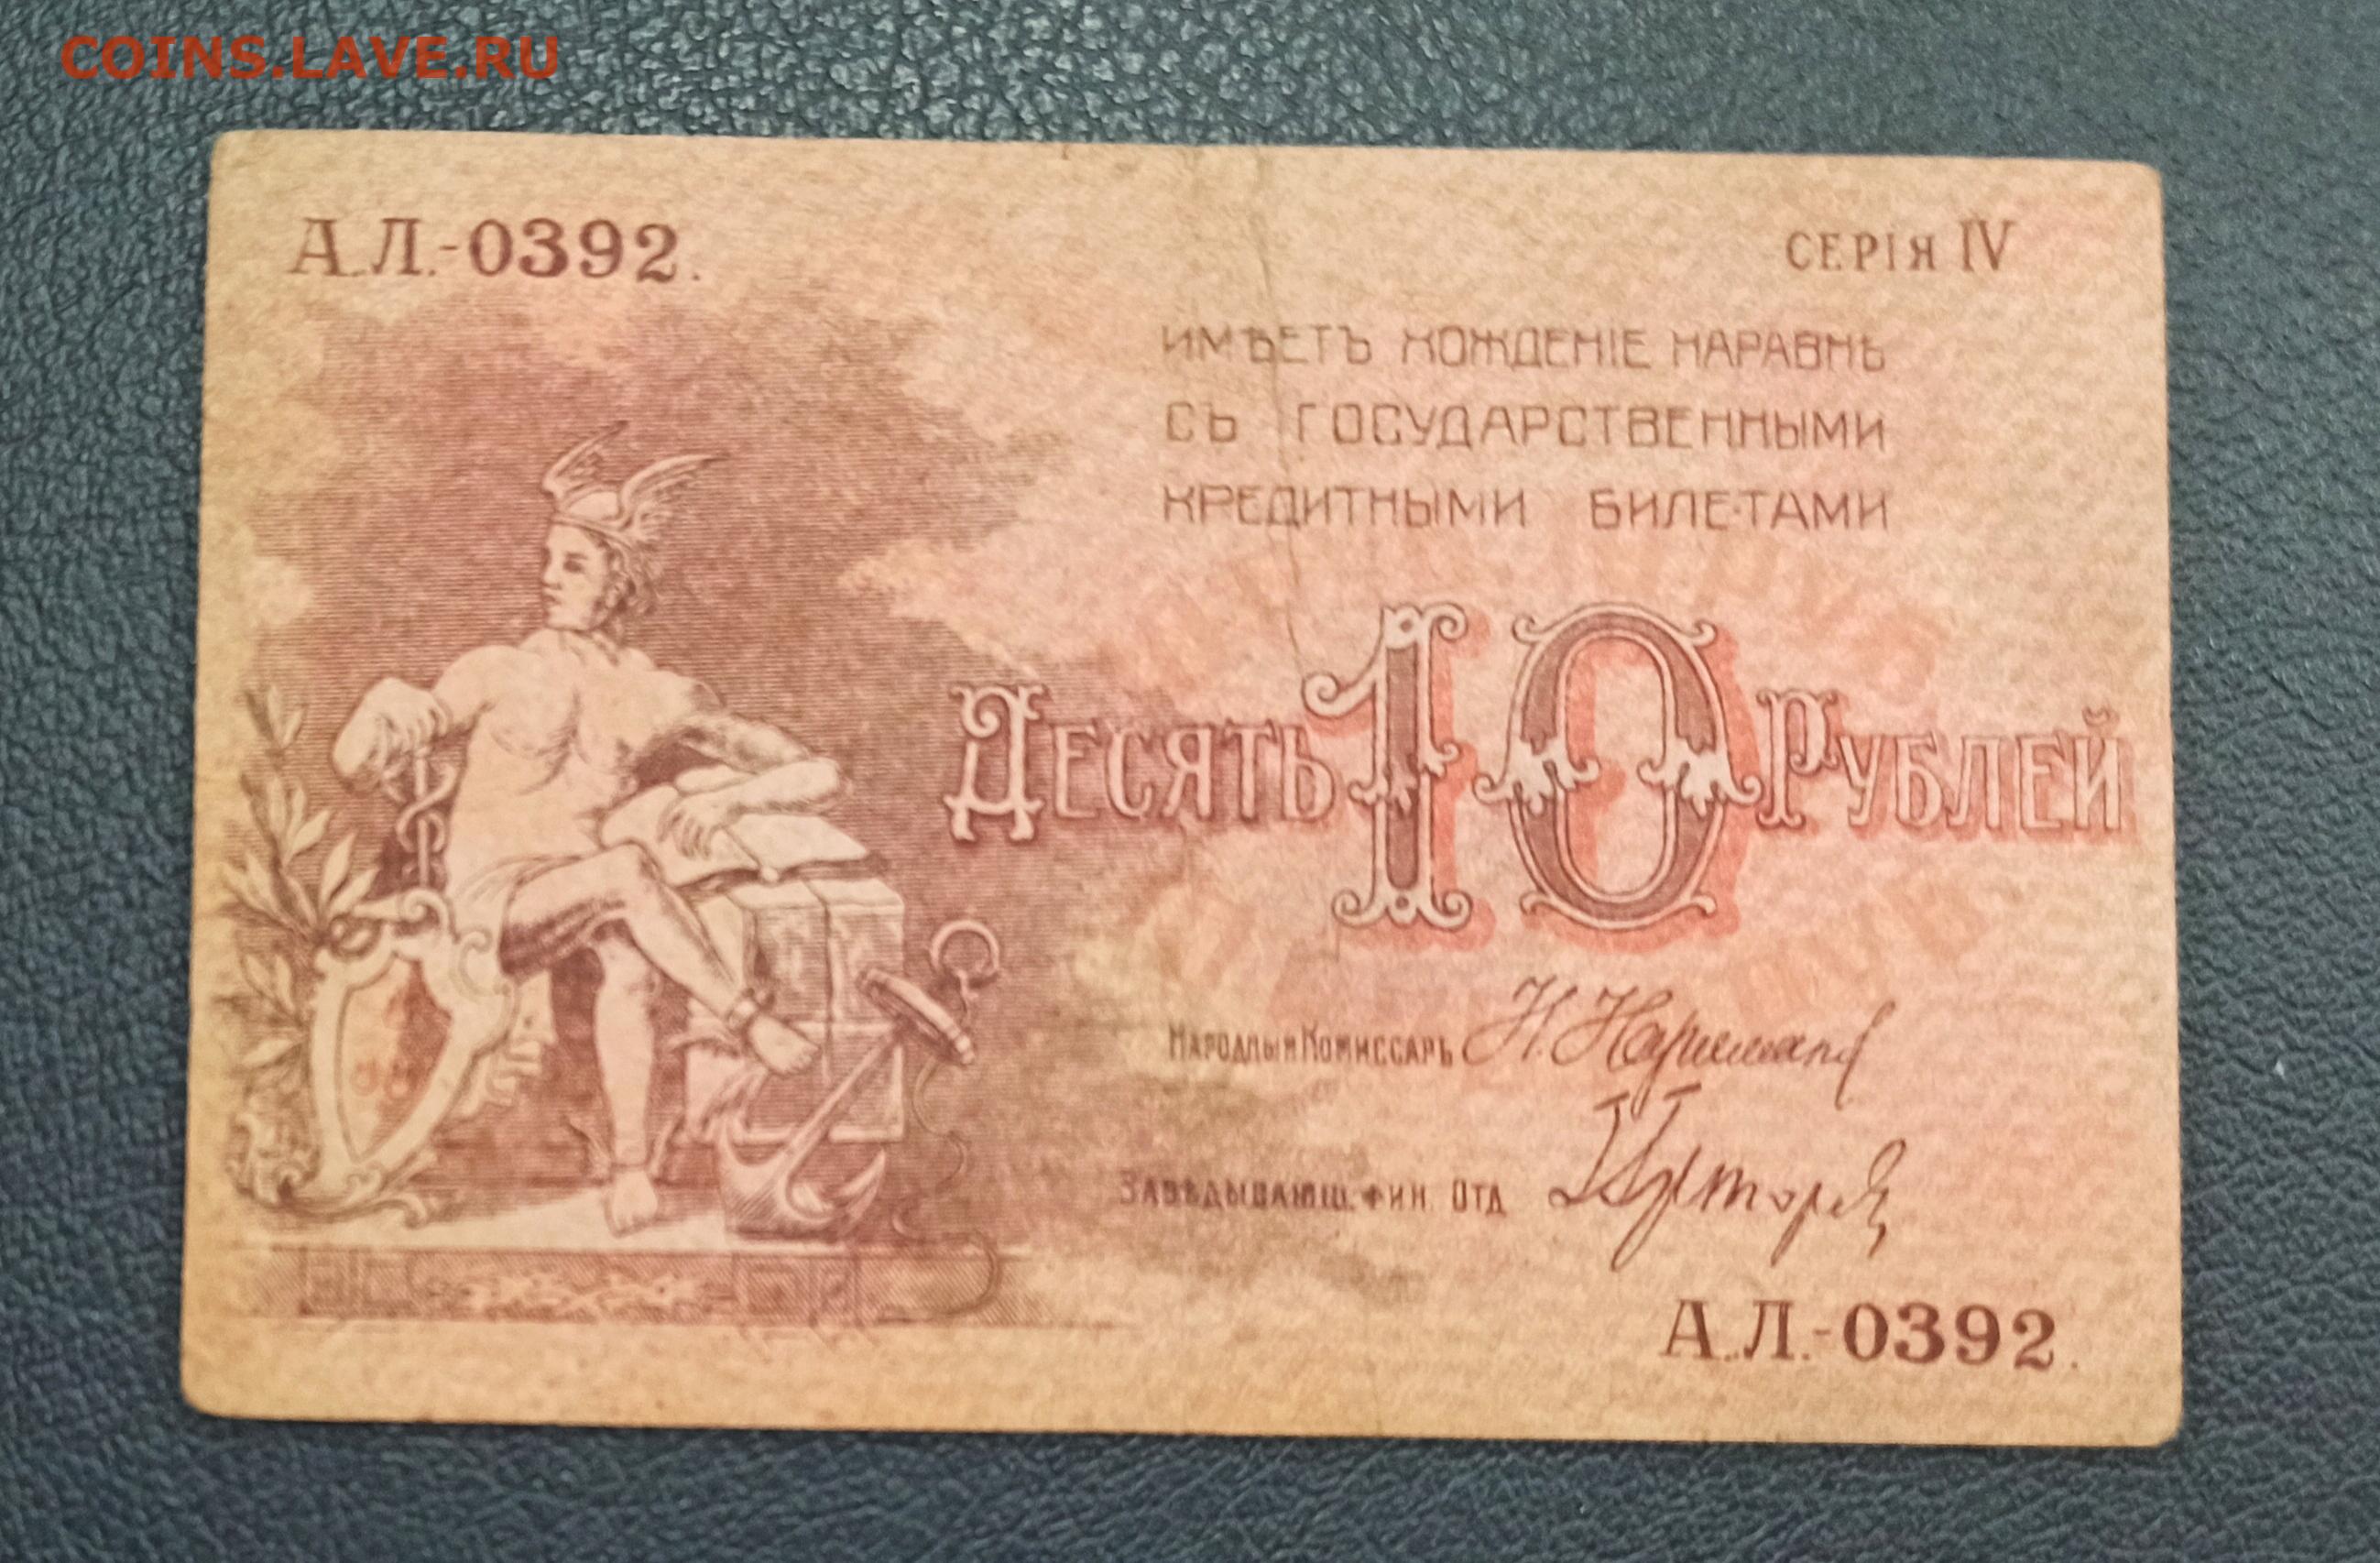 COINS.LAVE.RU
А.Л.-0392.
СЕРІЯ IV
ИМѢЕТЪ ХОЖДЕНІЕ НАРАВНѢ
СЪ ГОСУДАРСТВЕННЫМИ
КРЕДИТНЫМИ БИЛЕТАМИ
ДЕСЯТЬ 10 РУБЛЕЙ
НАРОДНЫЙ КОМИССАРЪ Н. Нариманов
ЗАВѢДЫВАЮЩ. ФИН. ОТД.
А.Л.-0392.